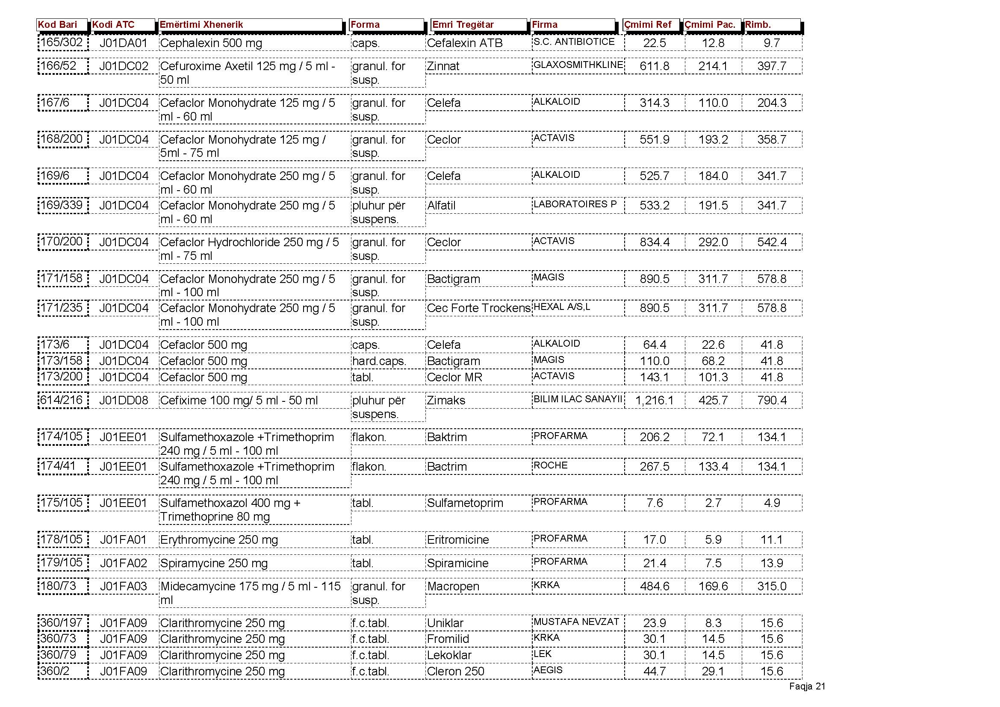 Kod Bari Kodi ATC Emërtimi Xhenerik Forma Emri Tregëtar Firma Çmimi Ref Çmimi Pac. Rimb.
165/302 J01DA01 Cephalexin 500 mg caps. Cefalexin ATB S.C. ANTIBIOTICE 22.5 12.8 9.7
166/52 J01DC02 Cefuroxime Axetil 125 mg / 5 ml - granul. for Zinnat GLAXOSMITHKLINE 611.8 214.1 397.7
50 ml susp.
167/6 J01DC04 Cefaclor Monohydrate 125 mg / 5 granul. for Celefa ALKALOID 314.3 110.0 204.3
ml - 60 ml susp.
168/200 J01DC04 Cefaclor Monohydrate 125 mg / granul. for Ceclor ACTAVIS 551.9 193.2 358.7
5ml - 75 ml susp.
169/6 J01DC04 Cefaclor Monohydrate 250 mg / 5 granul. for Celefa ALKALOID 525.7 184.0 341.7
ml - 60 ml susp.
169/339 J01DC04 Cefaclor Monohydrate 250 mg / 5 pluhur për Alfatil LABORATOIRES P 533.2 191.5 341.7
ml - 60 ml suspens.
170/200 J01DC04 Cefaclor Hydrochloride 250 mg / 5 granul. for Ceclor ACTAVIS 834.4 292.0 542.4
ml - 75 ml susp.
171/158 J01DC04 Cefaclor Monohydrate 250 mg / 5 granul. for Bactigram MAGIS 890.5 311.7 578.8
ml - 100 ml susp.
171/235 J01DC04 Cefaclor Monohydrate 250 mg / 5 granul. for Cec Forte Trockens HEXAL A/S,L 890.5 311.7 578.8
ml - 100 ml susp.
173/6 J01DC04 Cefaclor 500 mg caps. Celefa ALKALOID 64.4 22.6 41.8
173/158 J01DC04 Cefaclor 500 mg hard.caps. Bactigram MAGIS 110.0 68.2 41.8
173/200 J01DC04 Cefaclor 500 mg tabl. Ceclor MR ACTAVIS 143.1 101.3 41.8
614/216 J01DD08 Cefixime 100 mg/ 5 ml - 50 ml pluhur për Zimaks BILIM ILAC SANAYII 1,216.1 425.7 790.4
suspens.
174/105 J01EE01 Sulfamethoxazole +Trimethoprim flakon. Baktrim PROFARMA 206.2 72.1 134.1
240 mg / 5 ml - 100 ml
174/41 J01EE01 Sulfamethoxazole +Trimethoprim flakon. Bactrim ROCHE 267.5 133.4 134.1
240 mg / 5 ml - 100 ml
175/105 J01EE01 Sulfamethoxazol 400 mg + tabl. Sulfametoprim PROFARMA 7.6 2.7 4.9
Trimethoprine 80 mg
178/105 J01FA01 Erythromycine 250 mg tabl. Eritromicine PROFARMA 17.0 5.9 11.1
179/105 J01FA02 Spiramycine 250 mg tabl. Spiramicine PROFARMA 21.4 7.5 13.9
180/73 J01FA03 Midecamycine 175 mg / 5 ml - 115 granul. for Macropen KRKA 484.6 169.6 315.0
ml susp.
360/197 J01FA09 Clarithromycine 250 mg f.c.tabl. Uniklar MUSTAFA NEVZAT 23.9 8.3 15.6
360/73 J01FA09 Clarithromycine 250 mg f.c.tabl. Fromilid KRKA 30.1 14.5 15.6
360/79 J01FA09 Clarithromycine 250 mg f.c.tabl. Lekoklar LEK 30.1 14.5 15.6
360/2 J01FA09 Clarithromycine 250 mg f.c.tabl. Cleron 250 AEGIS 44.7 29.1 15.6
Faqja 21